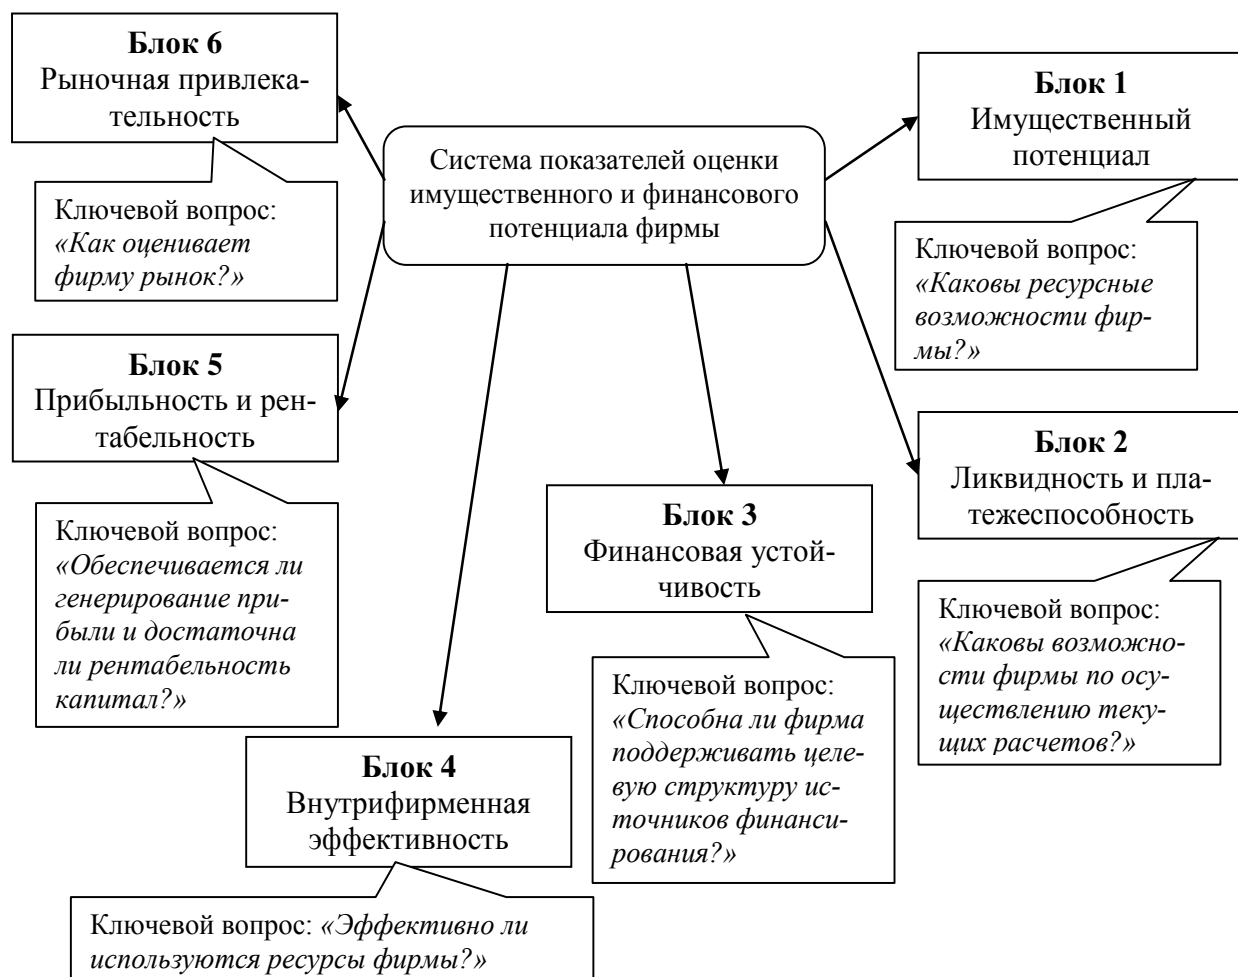 Блок 6
Рыночная привлека-
тельность
Ключевой вопрос:
«Как оценивает
фирму рынок?»
Система показателей оценки
имущественного и финансового
потенциала фирмы
Блок 1
Имущественный
потенциал
Ключевой вопрос:
«Каковы ресурсные
возможности фир-
мы?»
Блок 5
Прибыльность и рен-
табельность
Ключевой вопрос:
«Обеспечивается ли
генерирование при-
были и достаточна
ли рентабельность
капитал?»
Блок 2
Ликвидность и пла-
тежеспособность
Ключевой вопрос:
«Каковы возможно-
сти фирмы по осу-
ществлению теку-
щих расчетов?»
Блок 3
Финансовая устой-
чивость
Ключевой вопрос:
«Способна ли фирма
поддерживать целе-
вую структуру ис-
точников финанси-
рования?»
Блок 4
Внутрифирменная
эффективность
Ключевой вопрос: «Эффективно ли
используются ресурсы фирмы?»